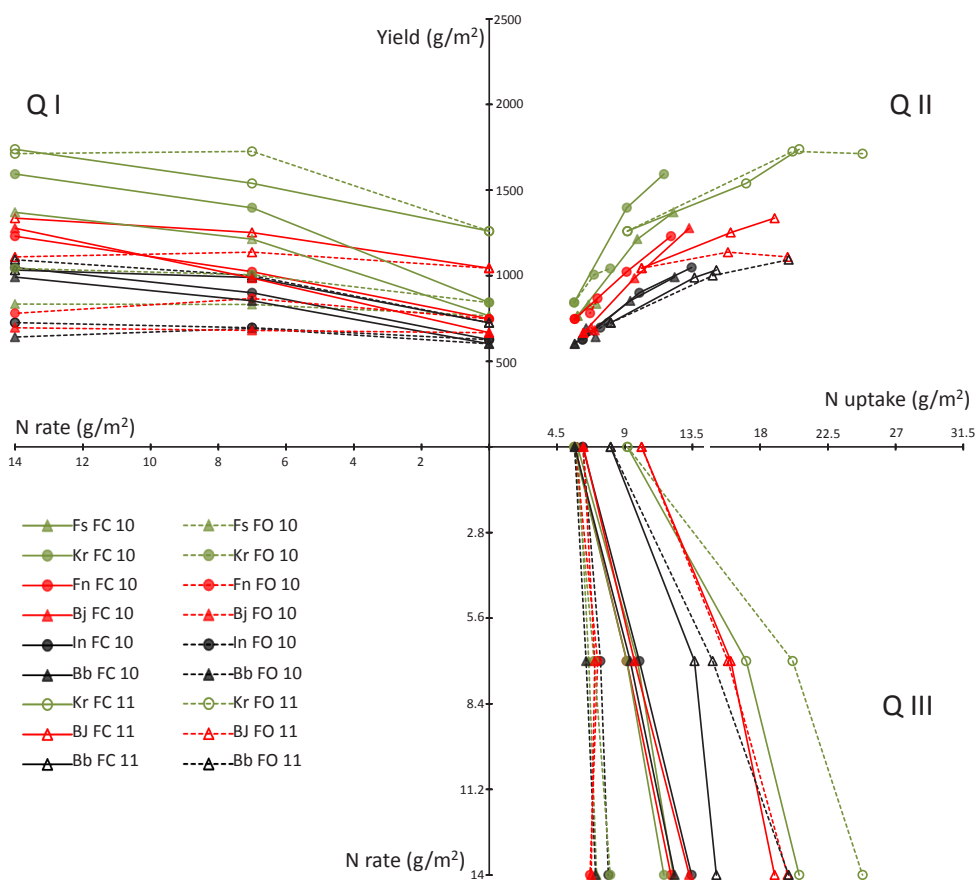 2500
Yield (g/m²)
2000
Q I
Q II
1500
1000
500
N rate (g/m²)
N uptake (g/m²)
14 12 10 8 6 4 2
4.5 9 13.5 18 22.5 27 31.5
2.8
Fs FC 10 Fs FO 10
Kr FC 10 Kr FO 10
Fn FC 10 Fn FO 10
5.6
Bj FC 10 Bj FO 10
In FC 10 In FO 10
Bb FC 10 Bb FO 10
Kr FC 11 Kr FO 11
8.4
Q III
BJ FC 11 BJ FO 11
Bb FC 11 Bb FO 11
11.2
N rate (g/m²)
14